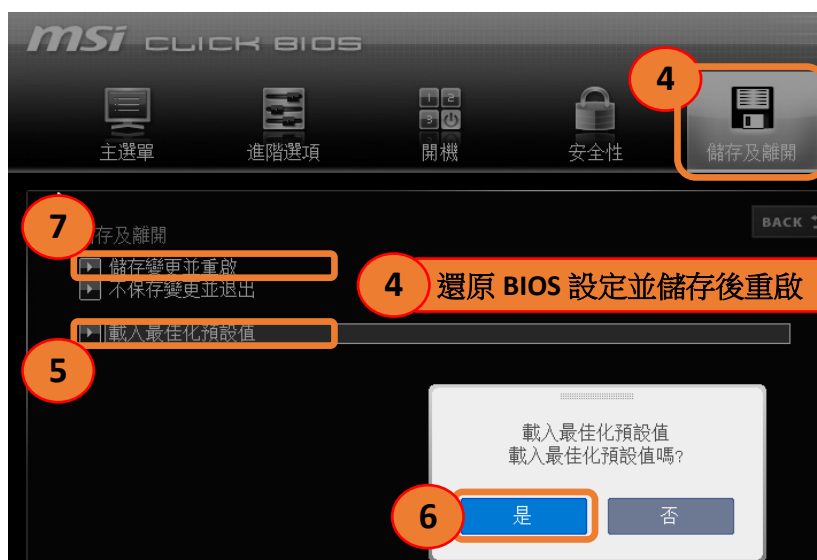 msi CLICK BIOS
4
主選單
進階選項
1 2
3
開機
安全性
儲存及離開
7
存及離開
BACK
儲存變更並重啟
不保存變更並退出
4 還原 BIOS 設定並儲存後重啟
載入最佳化預設值
5
載入最佳化預設值
載入最佳化預設值嗎?
6
是
否